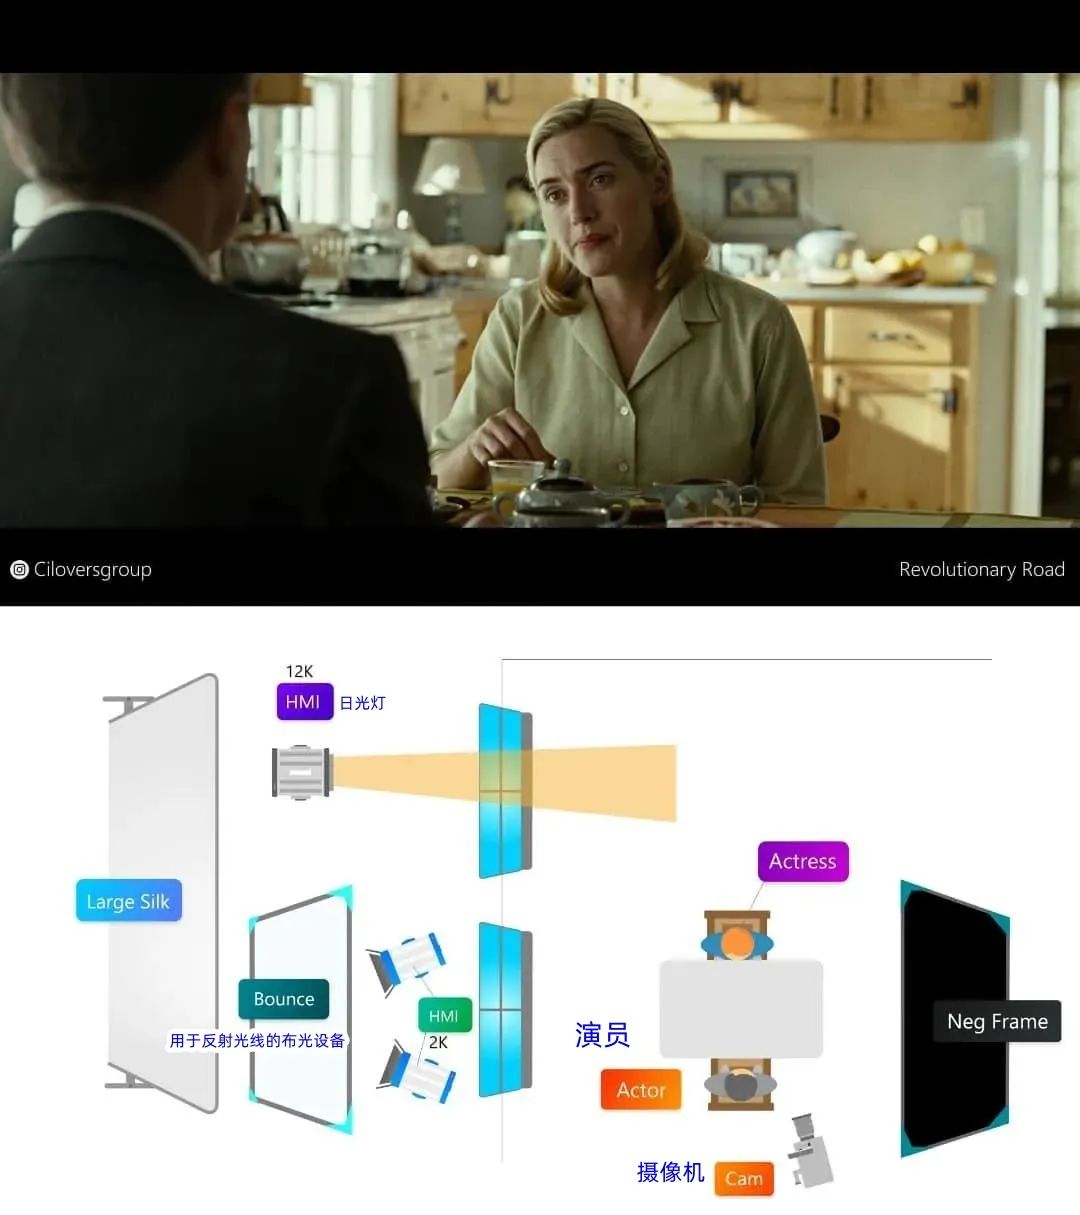 Ciloversgroup
Revolutionary Road
12K
HMI 日光灯
Actress
Large Silk
Bounce
HMI
2K
用于反射光线的布光设备
Neg Frame
演员
Actor
摄像机 Cam